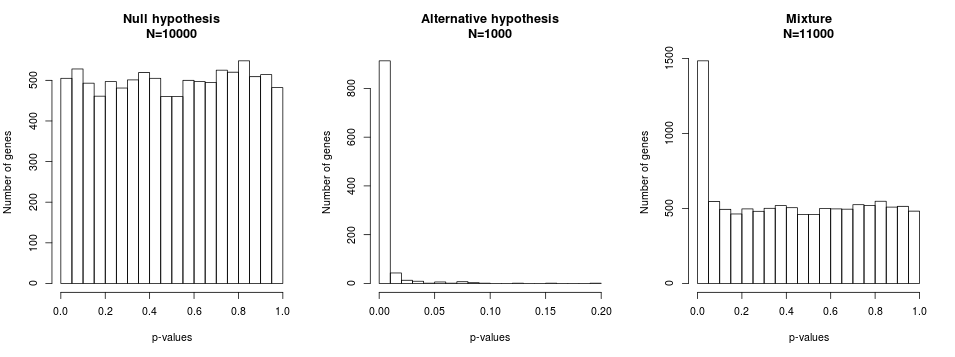 Null hypothesis
N=10000
Number of genes
0
100
200
300
400
500
0.0
0.2
0.4
0.6
0.8
1.0
p-values
Alternative hypothesis
N=1000
Number of genes
0
200
400
600
800
0.00
0.05
0.10
0.15
0.20
p-values
Mixture
N=11000
Number of genes
0
500
1000
1500
0.0
0.2
0.4
0.6
0.8
1.0
p-values